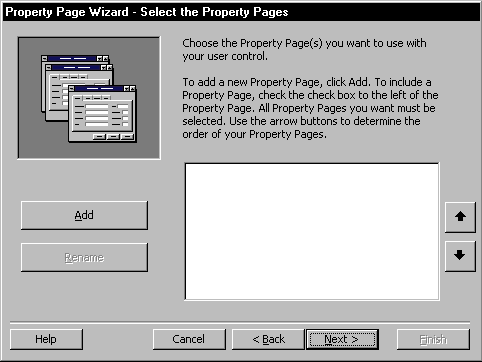 Property Page Wizard - Select the Property Pages
Choose the Property Page(s) you want to use with
your user control.
To add a new Property Page, click Add. To include a
Property Page, check the check box to the left of the
Property Page. All Property Pages you want must be
selected. Use the arrow buttons to determine the
order of your Property Pages.
Add
Rename
Help
Cancel
< Back
Next >
Finish